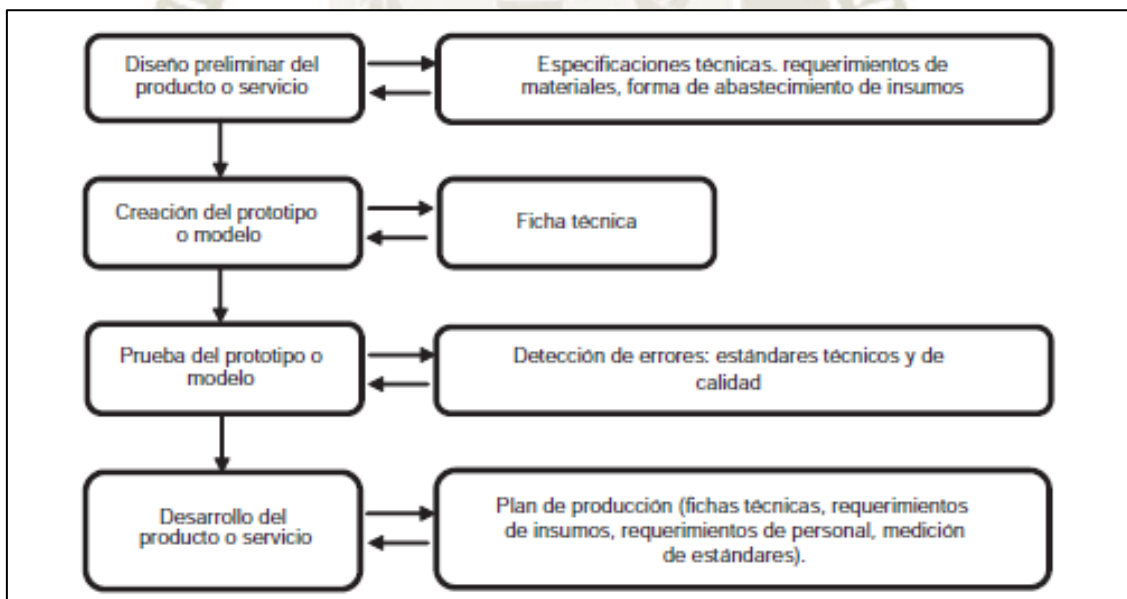 Diseño preliminar del
producto o servicio
Especificaciones técnicas. requerimientos de
materiales, forma de abastecimiento de insumos
Creación del prototipo
o modelo
Ficha técnica
Prueba del prototipo o
modelo
Detección de errores: estándares técnicos y de
calidad
Desarrollo del
producto o servicio
Plan de producción (fichas técnicas, requerimientos
de insumos, requerimientos de personal, medición
de estándares).